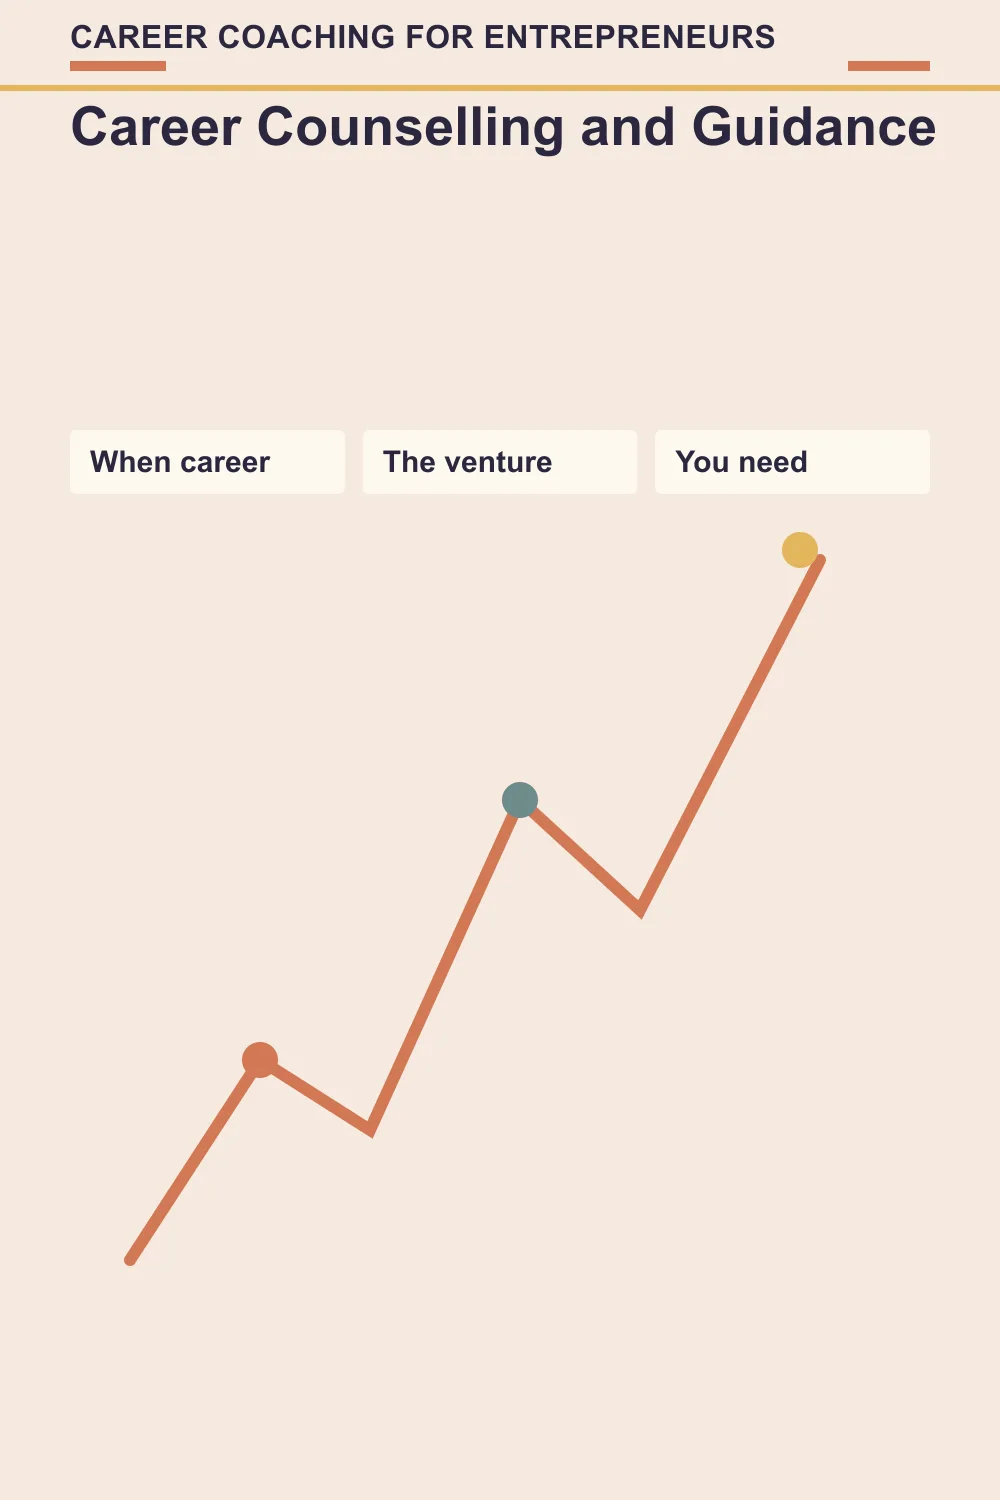 CAREER COACHING FOR ENTREPRENEURS
Career Counselling and Guidance
When career
The venture
You need